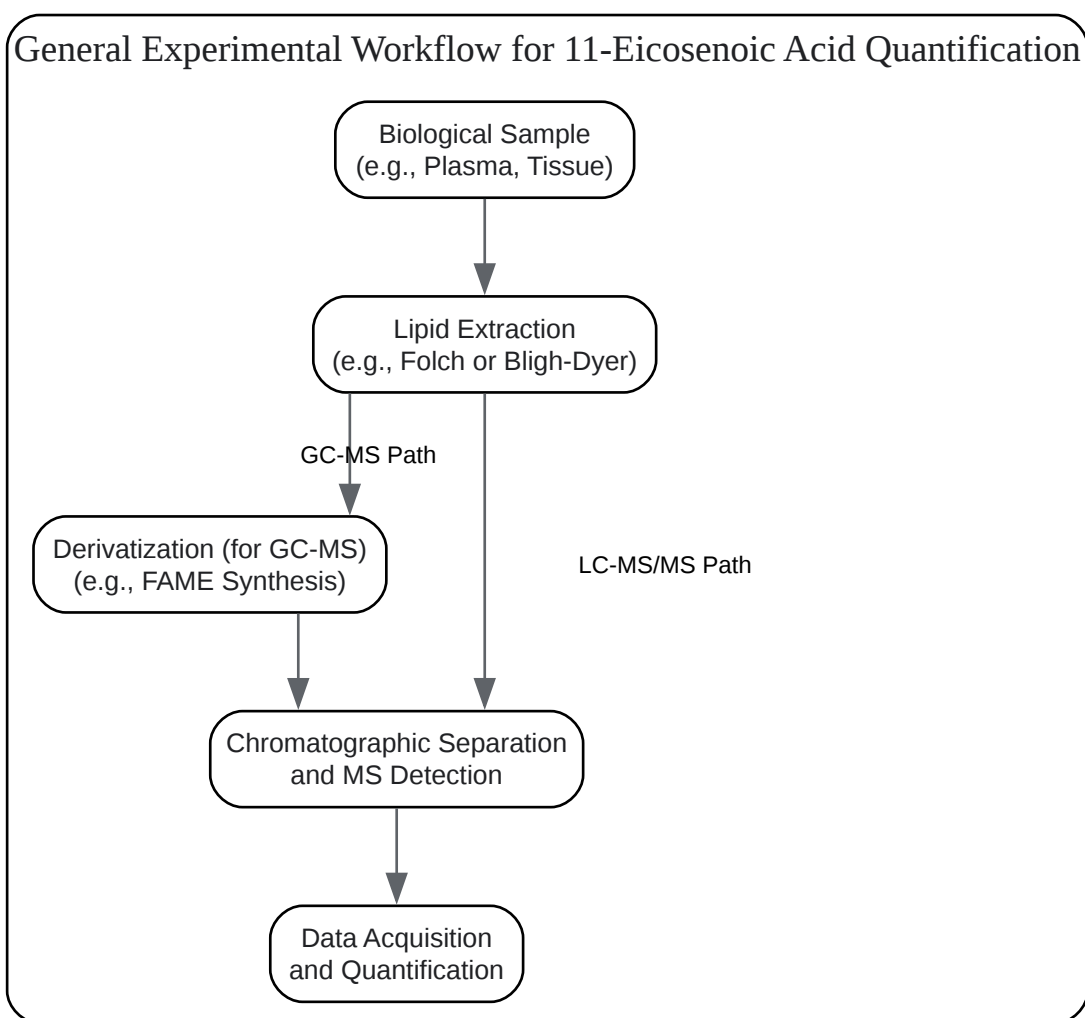 General Experimental Workflow for 11-Eicosenoic Acid Quantification
Biological Sample
(e.g., Plasma, Tissue)
Lipid Extraction
(e.g., Folch or Bligh-Dyer)
GC-MS Path
Derivatization (for GC-MS)
(e.g., FAME Synthesis)
LC-MS/MS Path
Chromatographic Separation
and MS Detection
Data Acquisition
and Quantification